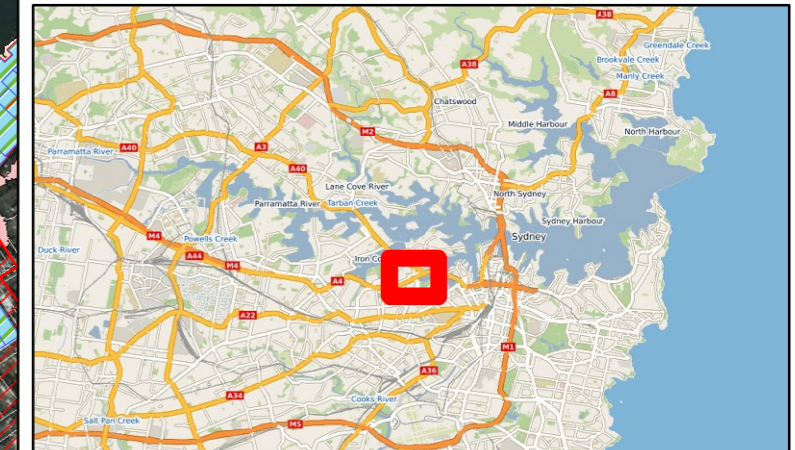 A38
Greendale Creek
Brookvale Creek
A38
Manly Creek
A8
Chatswood
Middle Harbour
North Harbour
M2
A40
A3
Parramatta River
A40
Lane Cove River
North Sydney
Parramatta River
Tarban Creek
Sydney Harbour
M4
Powells Creek
Sydney
Duck River
A44
Iron Co
M4
A4
A22
M1
A36
A34
Cooks River
Salt Pan Creek
M5